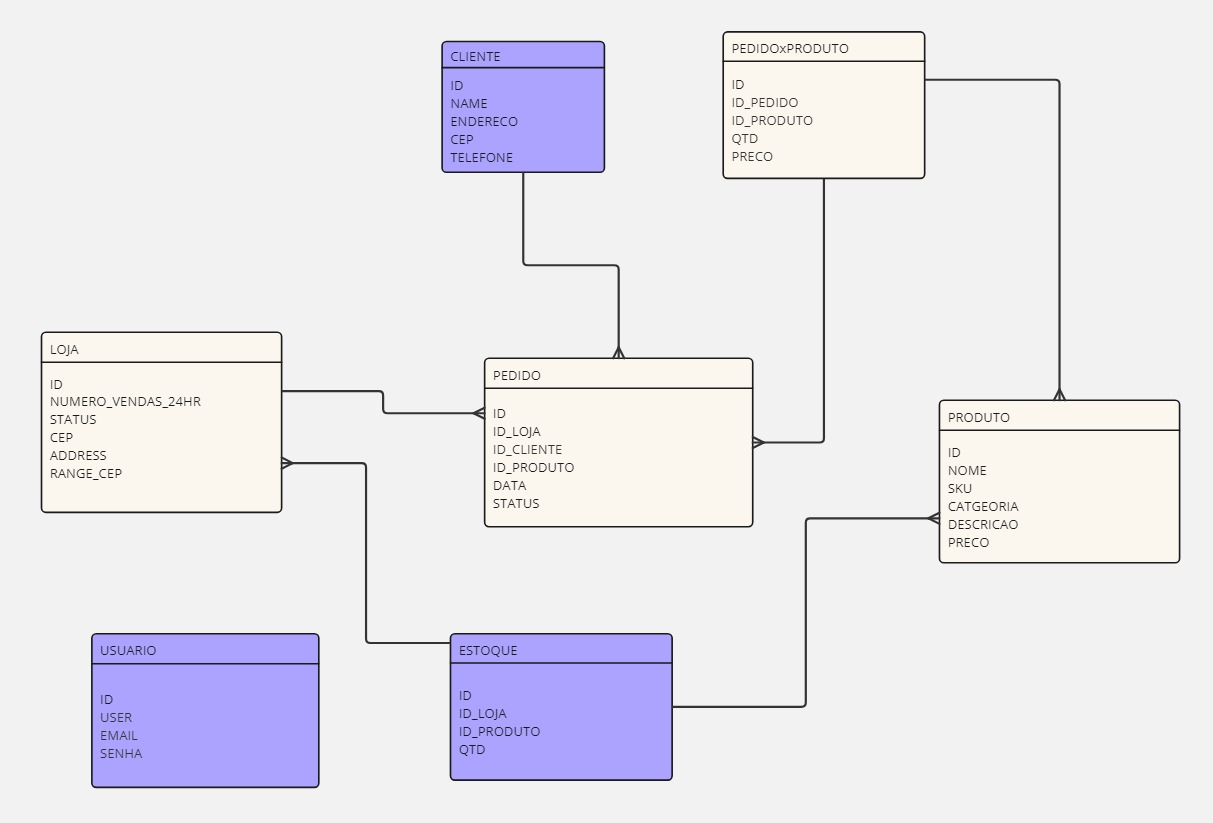 CLIENTE
ID
NAME
ENDERECO
CEP
TELEFONE
PEDIDOxPRODUTO
ID
ID_PEDIDO
ID_PRODUTO
QTD
PRECO
LOJA
ID
NUMERO_VENDAS_24HR
STATUS
CEP
ADDRESS
RANGE_CEP
PEDIDO
ID
ID_LOJA
ID_CLIENTE
ID_PRODUTO
DATA
STATUS
PRODUTO
ID
NOME
SKU
CATGEORIA
DESCRICAO
PRECO
USUARIO
ID
USER
EMAIL
SENHA
ESTOQUE
ID
ID_LOJA
ID_PRODUTO
QTD